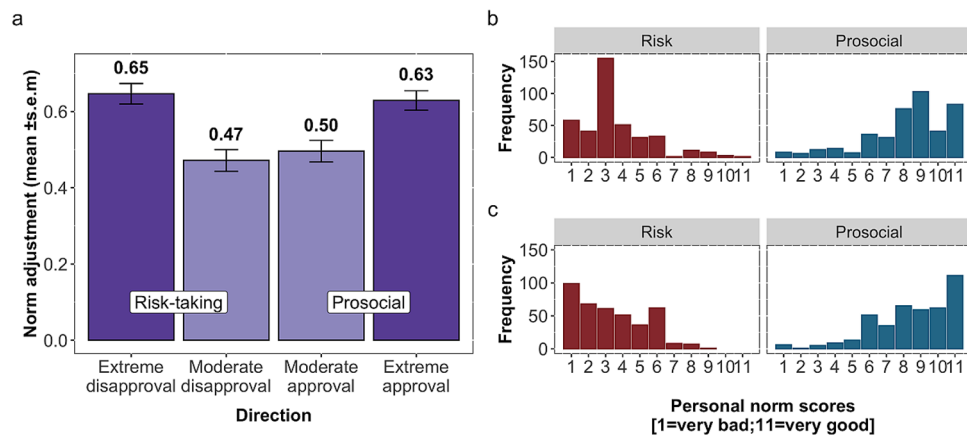 a
Norm adjustment (mean ±s.e.m)
0.6
0.4
0.2
0.0
0.65
0.47
0.50
0.63
Risk-taking
Prosocial
Extreme
disapproval
Moderate
disapproval
Moderate
approval
Extreme
approval
Direction
b
Risk
Prosocial
Frequency
150
100
50
0
1 2 3 4 5 6 7 8 9 10 11
1 2 3 4 5 6 7 8 9 10 11
c
Risk
Prosocial
Frequency
150
100
50
0
1 2 3 4 5 6 7 8 9 10 11
1 2 3 4 5 6 7 8 9 10 11
Personal norm scores
[1=very bad;11=very good]